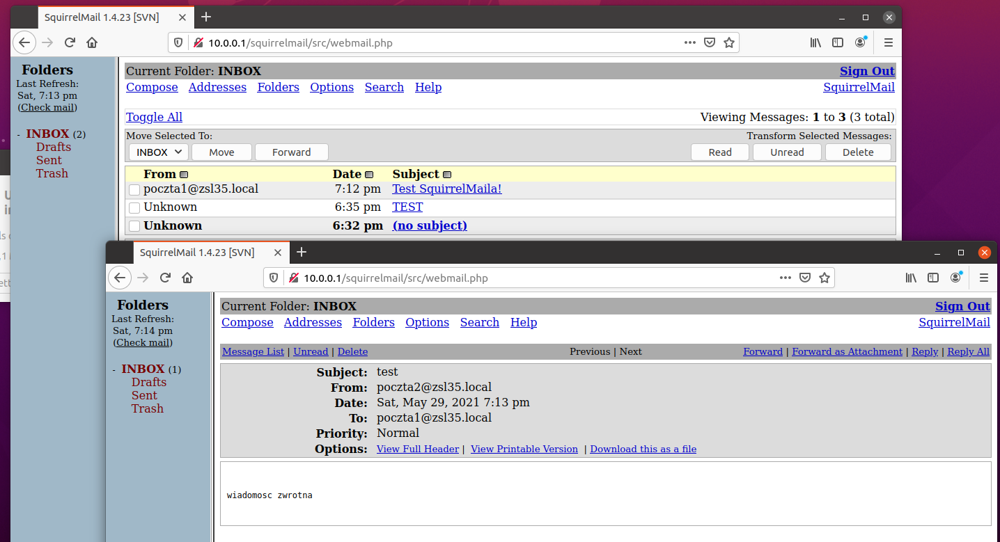 SquirrelMail 1.4.23 [SVN]
10.0.0.1/squirrelmail/src/webmail.php
Folders
Last Refresh:
Sat, 7:13 pm
(Check mail)
- INBOX (2)
Drafts
Sent
Trash
Current Folder: INBOX Sign Out
Compose Addresses Folders Options Search Help SquirrelMail
Toggle All Viewing Messages: 1 to 3 (3 total)
Move Selected To: Transform Selected Messages:
INBOX Move Forward Read Unread Delete
From Date Subject
poczta1@zsl35.local 7:12 pm Test SquirrelMaila!
Unknown 6:35 pm TEST
Unknown 6:32 pm (no subject)
SquirrelMail 1.4.23 [SVN]
10.0.0.1/squirrelmail/src/webmail.php
Folders
Last Refresh:
Sat, 7:14 pm
(Check mail)
- INBOX (1)
Drafts
Sent
Trash
Current Folder: INBOX Sign Out
Compose Addresses Folders Options Search Help SquirrelMail
Message List | Unread | Delete Previous | Next Forward | Forward as Attachment | Reply | Reply All
Subject: test
From: poczta2@zsl35.local
Date: Sat, May 29, 2021 7:13 pm
To: poczta1@zsl35.local
Priority: Normal
Options: View Full Header | View Printable Version | Download this as a file
wiadomosc zwrotna